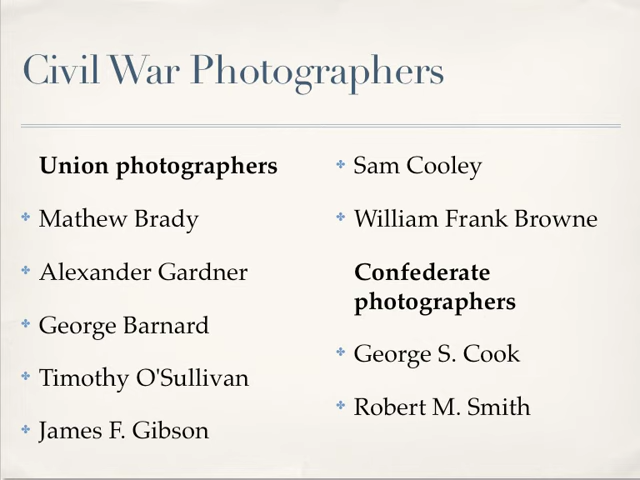 Civil War Photographers
Union photographers
Mathew Brady
Alexander Gardner
George Barnard
Timothy O'Sullivan
James F. Gibson
Sam Cooley
William Frank Browne
Confederate
photographers
George S. Cook
Robert M. Smith